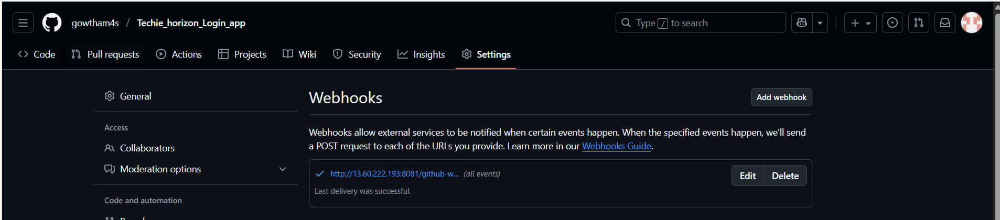 gowtham4s / Techie_horizon_Login_app
Type / to search
Code Pull requests Actions Projects Wiki Security Insights Settings
General
Access
Collaborators
Moderation options
Code and automation
Webhooks
Add webhook
Webhooks allow external services to be notified when certain events happen. When the specified events happen, we'll send
a POST request to each of the URLs you provide. Learn more in our Webhooks Guide.
http://13.60.222.193:8081/github-w... (all events)
Edit Delete
Last delivery was successful.